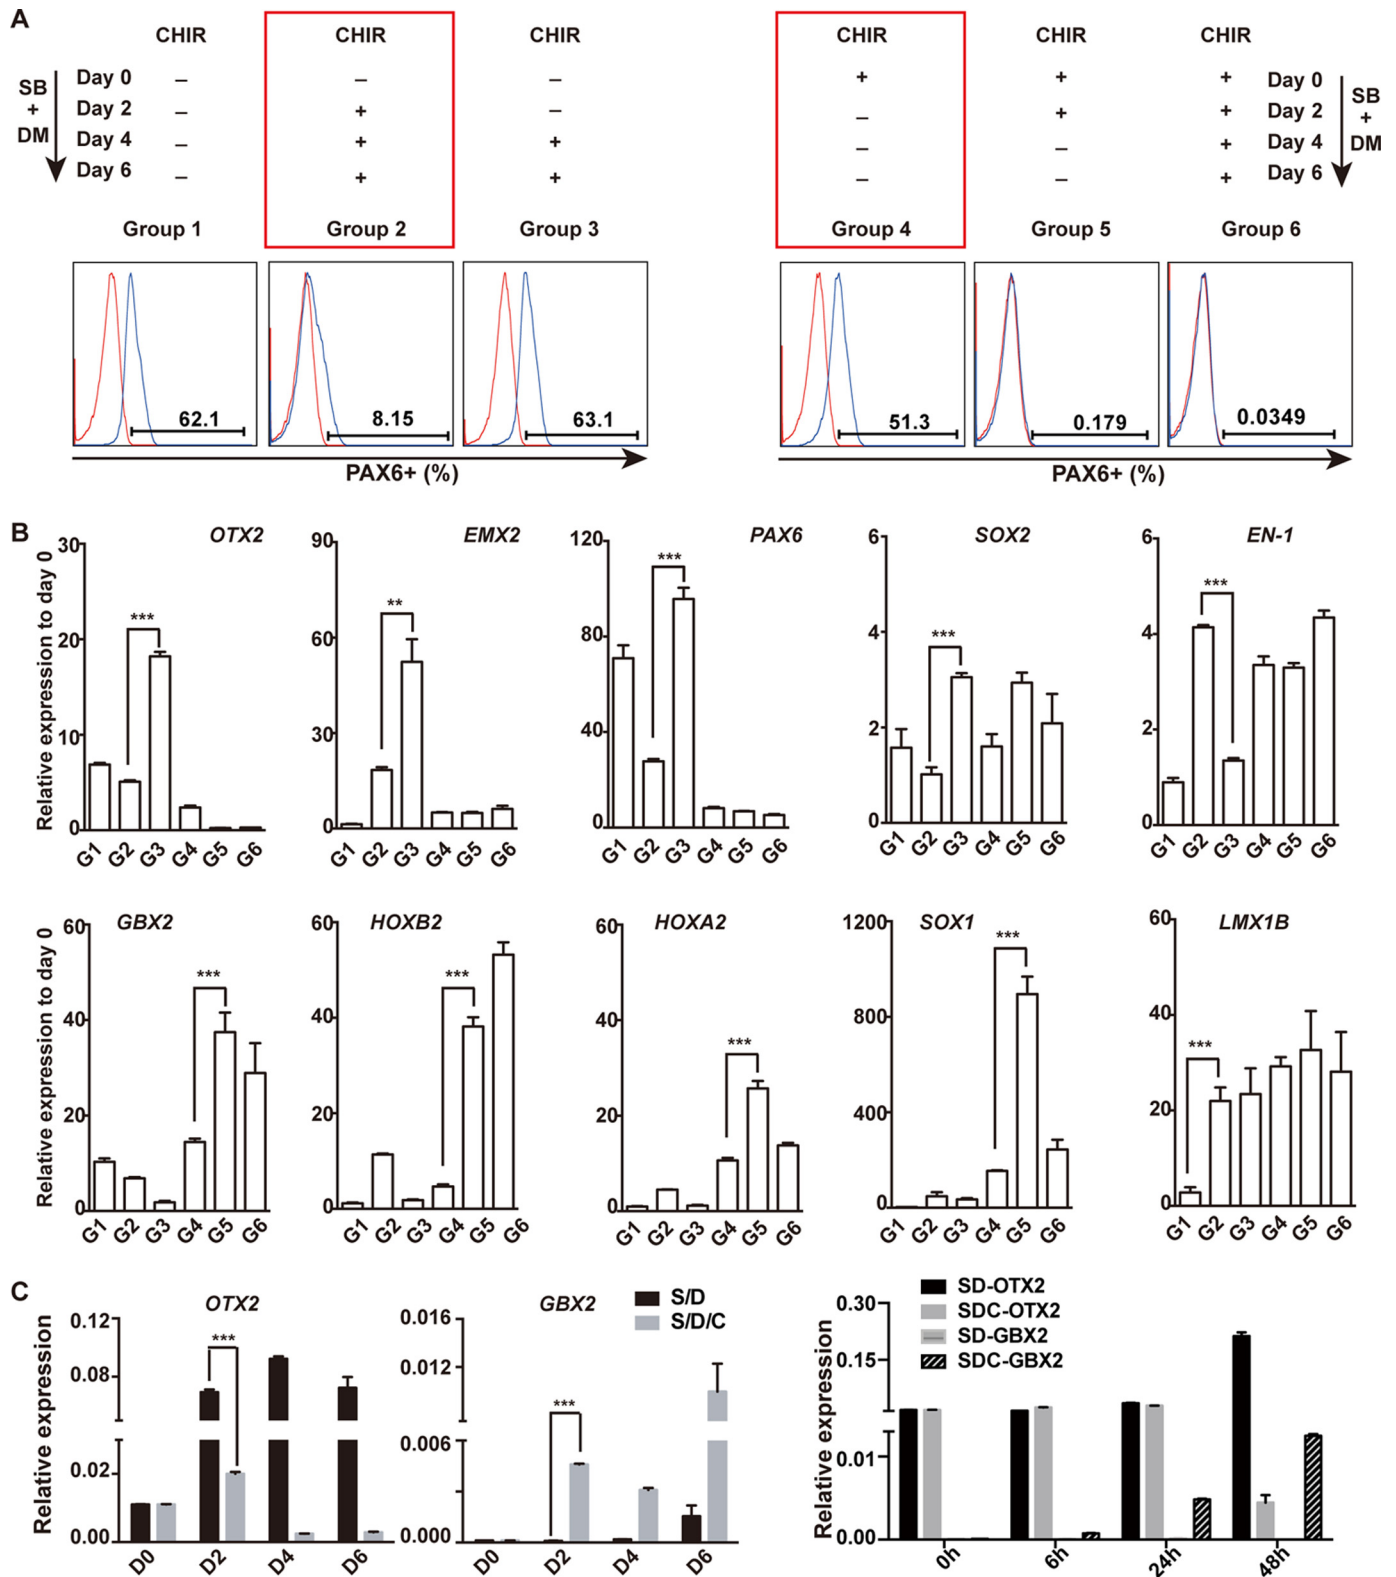 A
CHIR CHIR CHIR CHIR CHIR CHIR
Day 0 – – – + + + Day 0
Day 2 – + – – + + Day 2
Day 4 – + + – – + Day 4
Day 6 – + + – – + Day 6
SB
+
DM
SB
+
DM
Group 1 Group 2 Group 3 Group 4 Group 5 Group 6
62.1 8.15 63.1 51.3 0.179 0.0349
PAX6+ (%) PAX6+ (%)
B
Relative expression to day 0
OTX2
30
20
10
0
***
G1 G2 G3 G4 G5 G6
EMX2
90
60
30
0
**
G1 G2 G3 G4 G5 G6
PAX6
120
80
40
0
***
G1 G2 G3 G4 G5 G6
SOX2
6
4
2
0
***
G1 G2 G3 G4 G5 G6
EN-1
6
4
2
0
***
G1 G2 G3 G4 G5 G6
Relative expression to day 0
GBX2
60
40
20
0
***
G1 G2 G3 G4 G5 G6
HOXB2
60
40
20
0
***
G1 G2 G3 G4 G5 G6
HOXA2
60
40
20
0
***
G1 G2 G3 G4 G5 G6
SOX1
1200
800
400
0
***
G1 G2 G3 G4 G5 G6
LMX1B
60
40
20
0
***
G1 G2 G3 G4 G5 G6
C
Relative expression
OTX2
0.12
0.08
0.02
0.00
***
D0 D2 D4 D6
GBX2
0.016
0.012
0.006
0.000
***
D0 D2 D4 D6
S/D
S/D/C
Relative expression
0.30
0.15
0.01
0.00
SD-OTX2
SDC-OTX2
SD-GBX2
SDC-GBX2
0h 6h 24h 48h